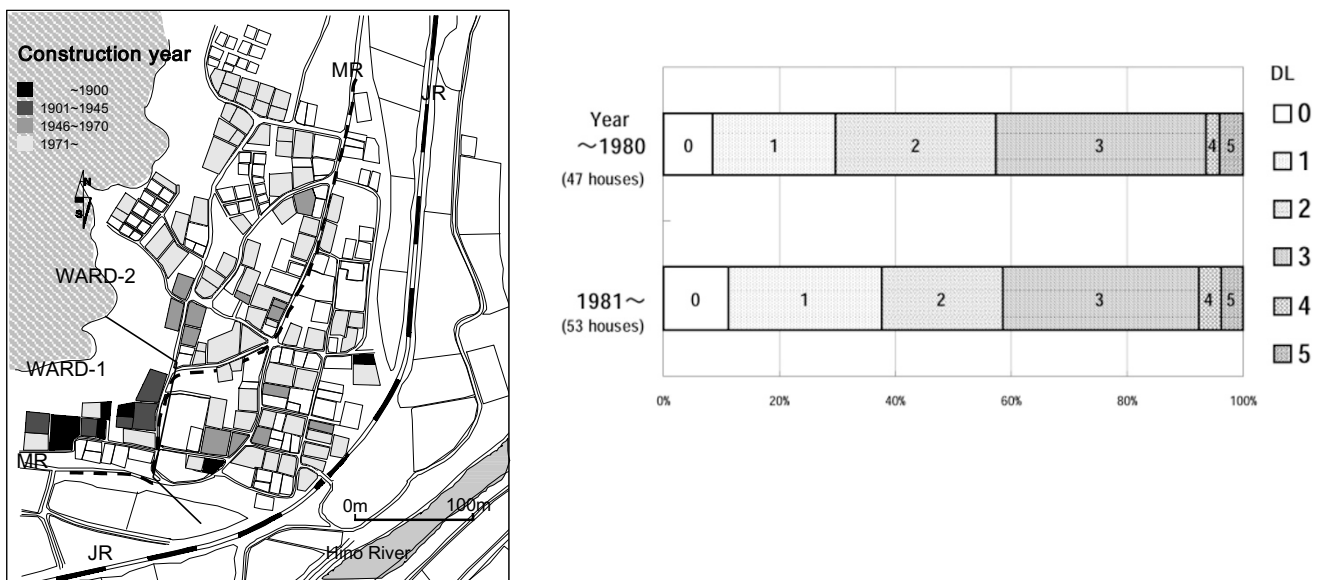 Construction year
~1900
1901~1945
1946~1970
1971~
N
S
MR
JR
WARD-2
WARD-1
MR
0m 100m
JR
Hino River
Year
～1980
(47 houses)
0 1 2 3 4 5
1981～
(53 houses)
0 1 2 3 4 5
0% 20% 40% 60% 80% 100%
DL
0
1
2
3
4
5